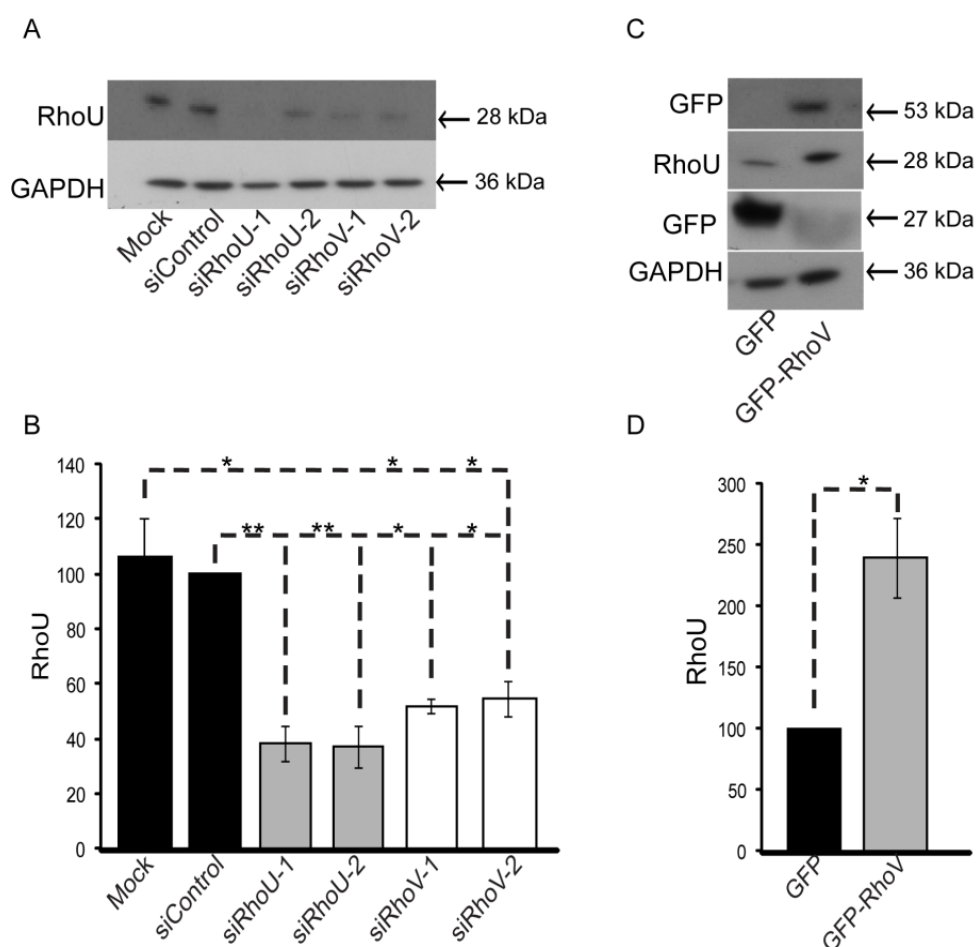 A
RhoU
28 kDa
GAPDH
36 kDa
Mock
siControl
siRhoU-1
siRhoU-2
siRhoV-1
siRhoV-2
C
GFP
53 kDa
RhoU
28 kDa
GFP
27 kDa
GAPDH
36 kDa
GFP
GFP-RhoV
B
140
120
100
80
60
40
20
0
RhoU
* * *
** ** * *
Mock
siControl
siRhoU-1
siRhoU-2
siRhoV-1
siRhoV-2
D
300
250
200
150
100
50
0
RhoU
*
GFP
GFP-RhoV